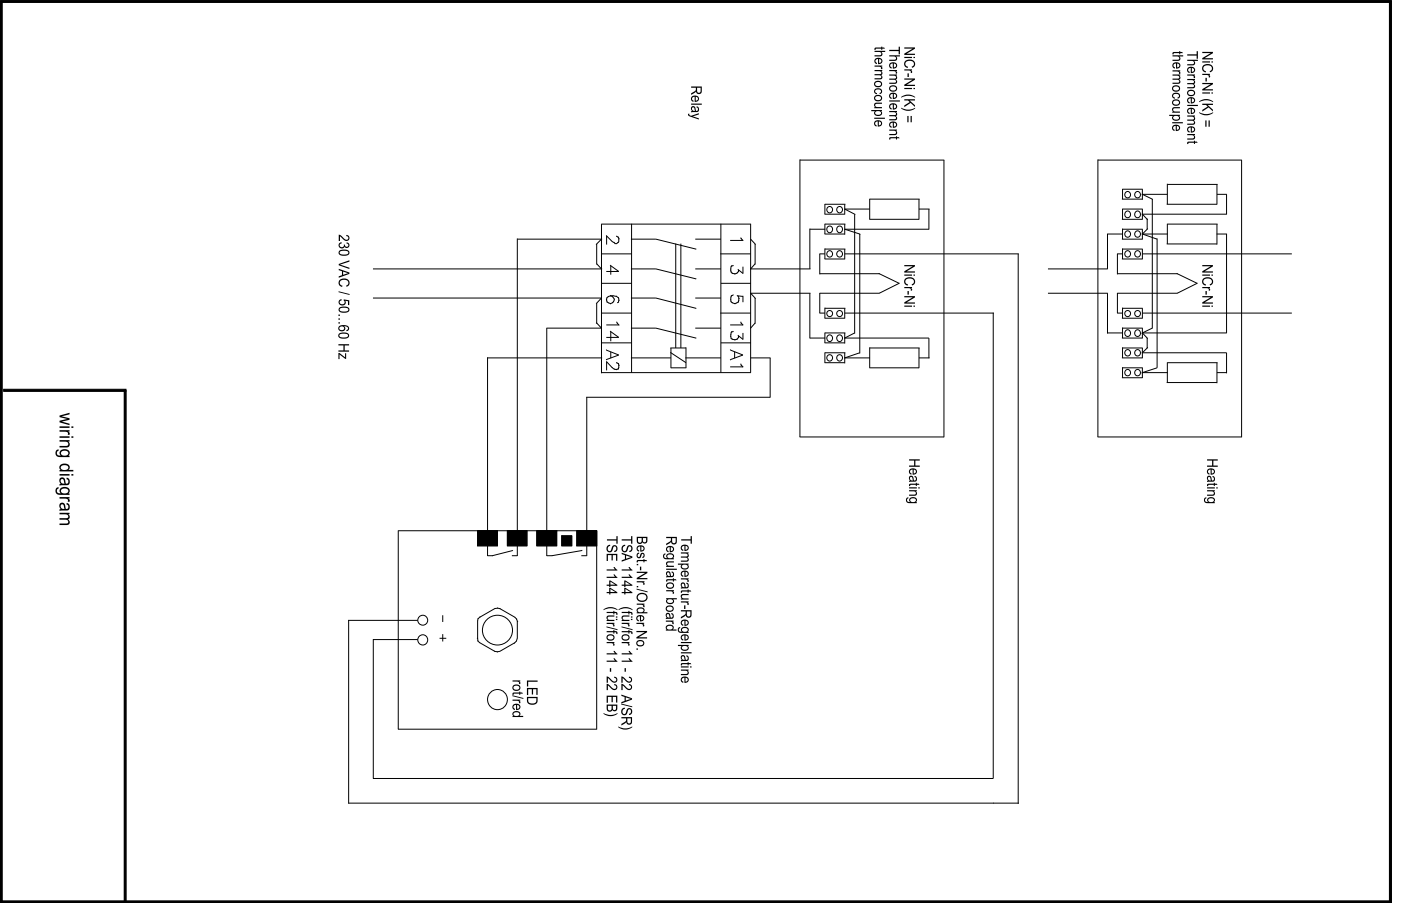 NiCr-Ni (K) =
Thermoelement
thermocouple
NiCr-Ni
Heating
NiCr-Ni (K) =
Thermoelement
thermocouple
NiCr-Ni
Heating
Relay
1
3
5
13
A1
2
4
6
14
A2
230 VAC / 50...60 Hz
Temperatur-Regelplatine
Regulator board
Best.-Nr./Order No.
TSA 1144 (für/for 11 - 22 A/SR)
TSE 1144 (für/for 11 - 22 EB)
LED
rot/red
- +
wiring diagram